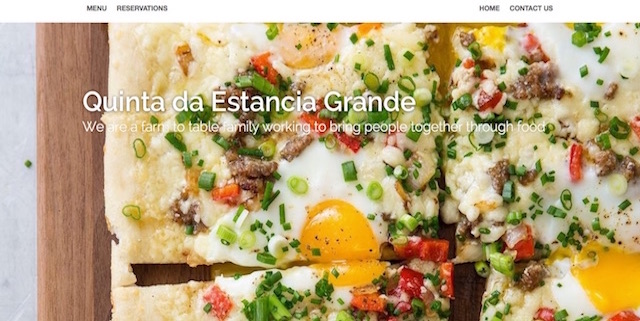 MENU RESERVATIONS HOME CONTACT US
Quinta da Estancia Grande
We are a farm to table family working to bring people together through food